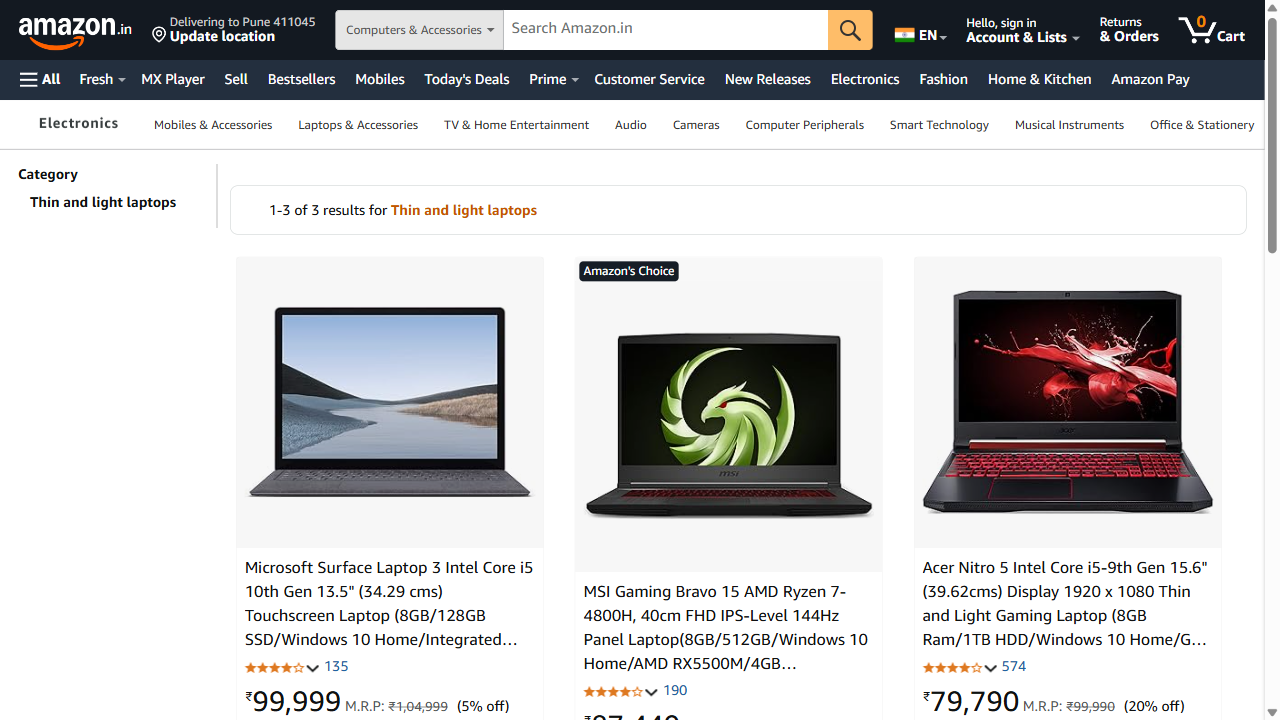 amazon.in
Delivering to Pune 411045
Update location
Computers & Accessories
Search Amazon.in
EN
Hello, sign in
Account & Lists
Returns
& Orders
0
Cart
All
Fresh
MX Player
Sell
Bestsellers
Mobiles
Today's Deals
Prime
Customer Service
New Releases
Electronics
Fashion
Home & Kitchen
Amazon Pay
Electronics
Mobiles & Accessories
Laptops & Accessories
TV & Home Entertainment
Audio
Cameras
Computer Peripherals
Smart Technology
Musical Instruments
Office & Stationery
Category
Thin and light laptops
1-3 of 3 results for Thin and light laptops
Microsoft Surface Laptop 3 Intel Core i5
10th Gen 13.5" (34.29 cms)
Touchscreen Laptop (8GB/128GB
SSD/Windows 10 Home/Integrated…
135
₹99,999 M.R.P: ₹1,04,999 (5% off)
Amazon's Choice
msi
MSI Gaming Bravo 15 AMD Ryzen 7-
4800H, 40cm FHD IPS-Level 144Hz
Panel Laptop(8GB/512GB/Windows 10
Home/AMD RX5500M/4GB…
190
acer
Acer Nitro 5 Intel Core i5-9th Gen 15.6"
(39.62cms) Display 1920 x 1080 Thin
and Light Gaming Laptop (8GB
Ram/1TB HDD/Windows 10 Home/G…
574
₹79,790 M.R.P: ₹99,990 (20% off)